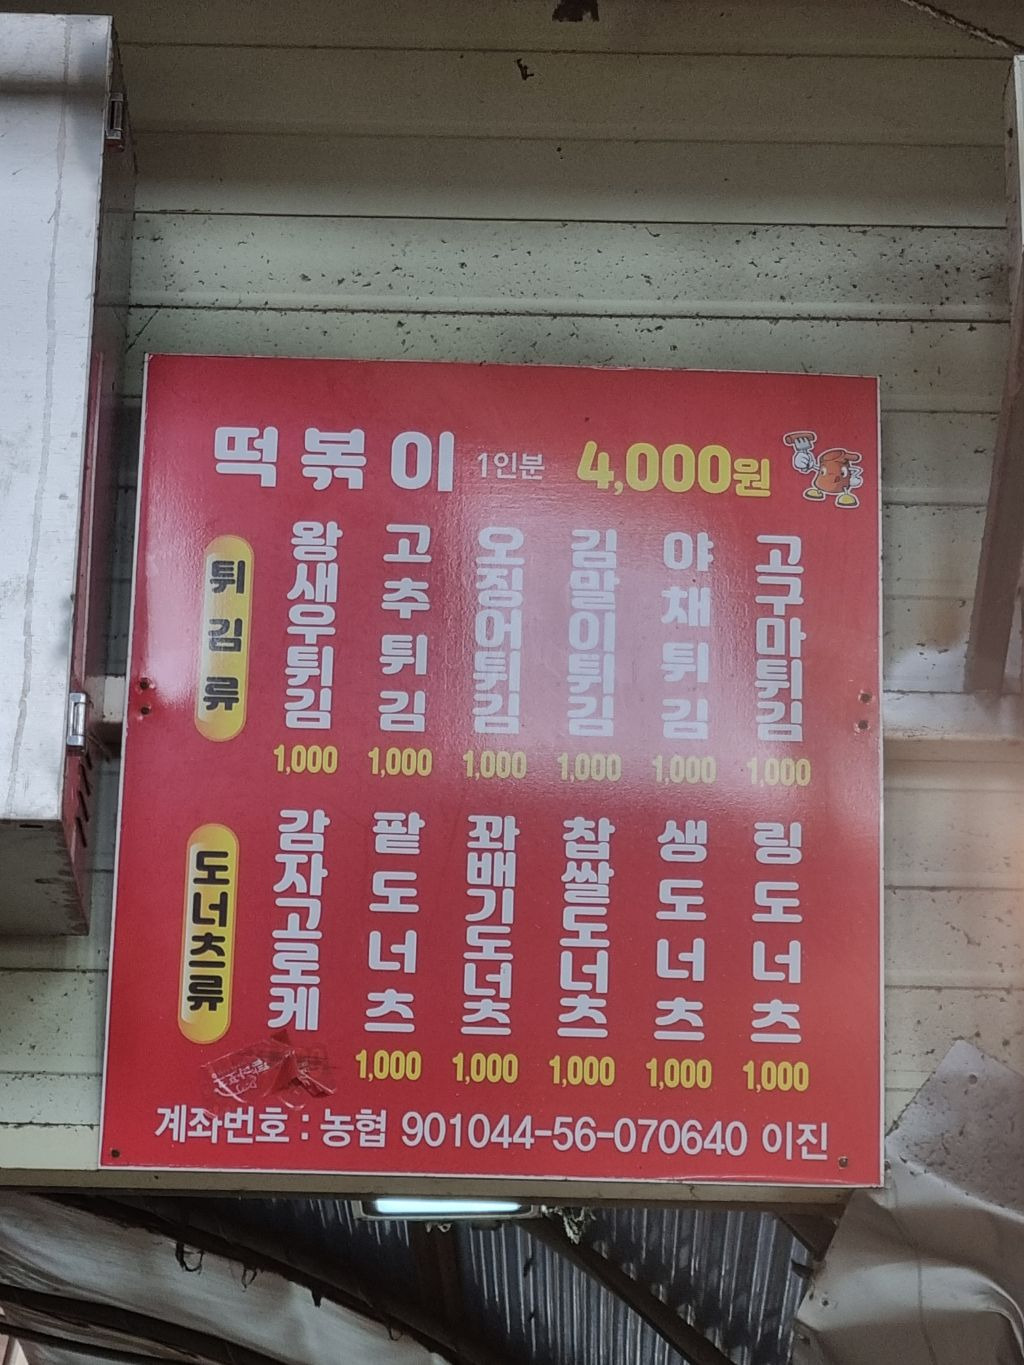 떡볶이 1인분 4,000원
튀김류
왕새우튀김 1,000
고추튀김 1,000
오징어튀김 1,000
김말이튀김 1,000
야채튀김 1,000
고구마튀김 1,000
도너츠류
감자고로케
팥도너츠 1,000
꽈배기도너츠 1,000
찹쌀도너츠 1,000
생도너츠 1,000
링도너츠 1,000
계좌번호 : 농협 901044-56-070640 이진